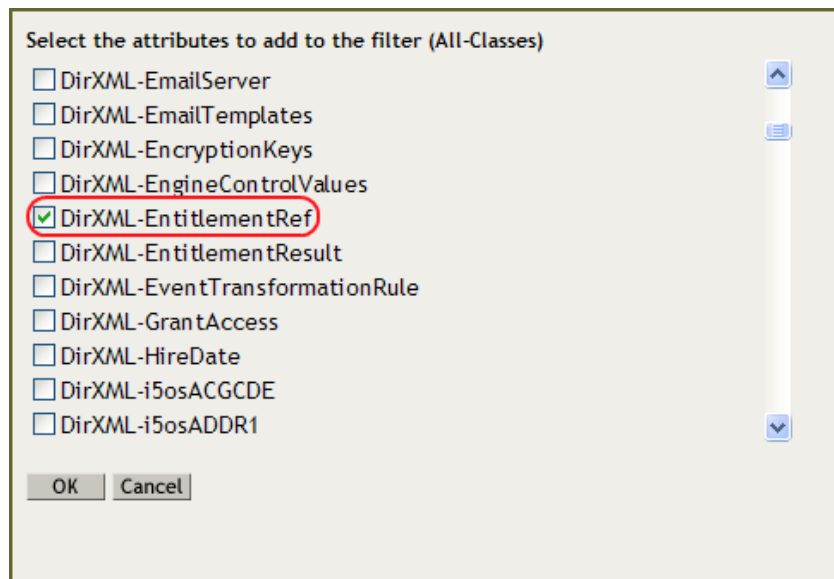 Select the attributes to add to the filter (All-Classes)
DirXML-EmailServer
DirXML-EmailTemplates
DirXML-EncryptionKeys
DirXML-EngineControlValues
DirXML-EntitlementRef
DirXML-EntitlementResult
DirXML-EventTransformationRule
DirXML-GrantAccess
DirXML-HireDate
DirXML-i5osACGCDE
DirXML-i5osADDR1
OK Cancel